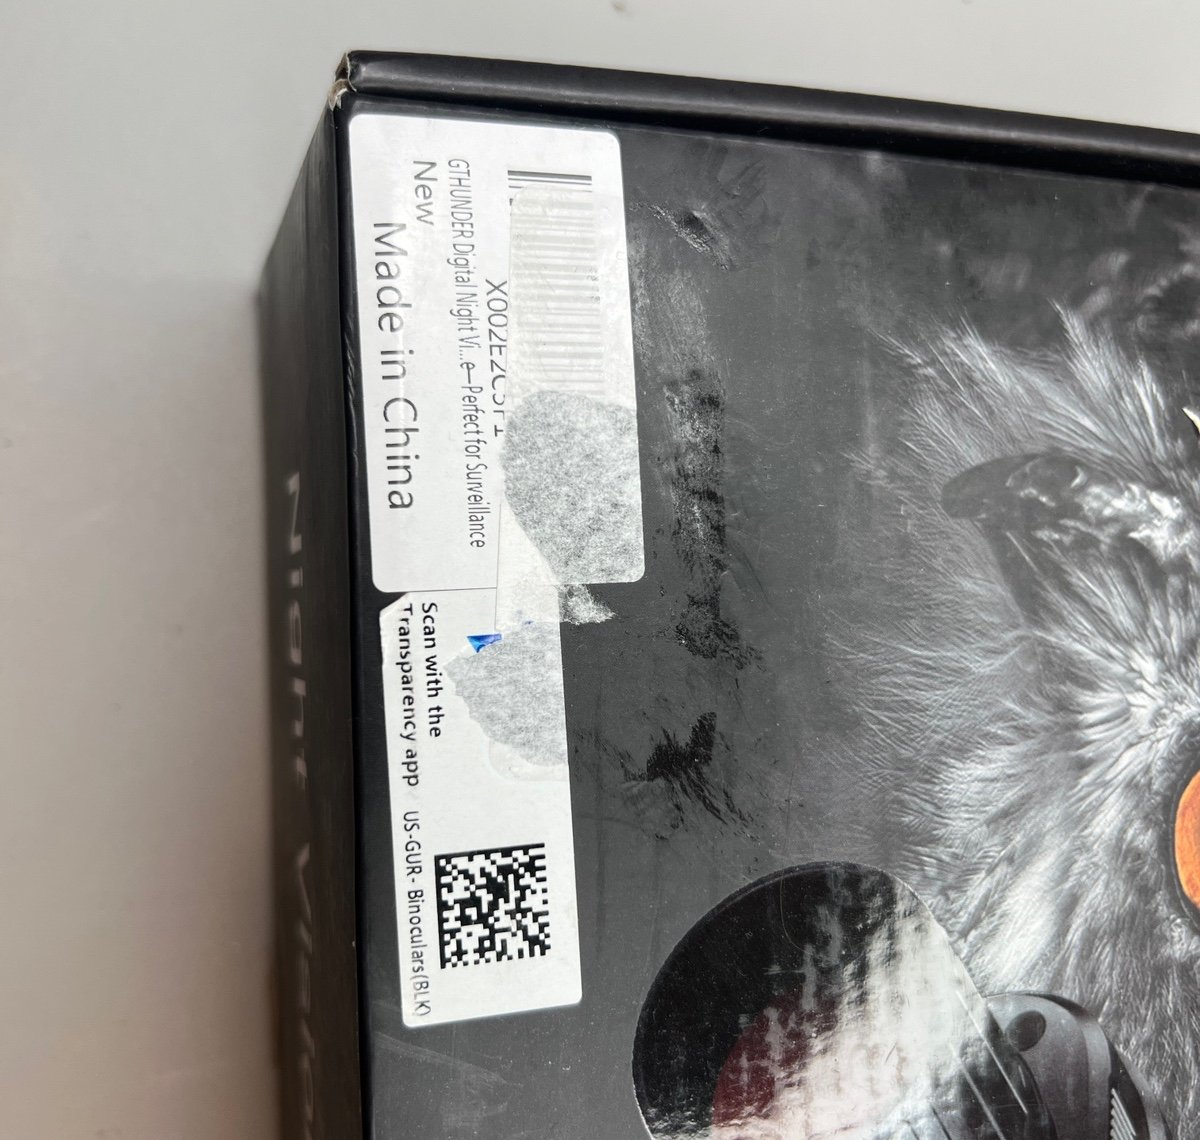 GTHUNDER Digital Night Vi...e—Perfect for Surveillance
New
Made in China
Scan with the
Transparency app US-GUR- Binoculars(BLK)
Night